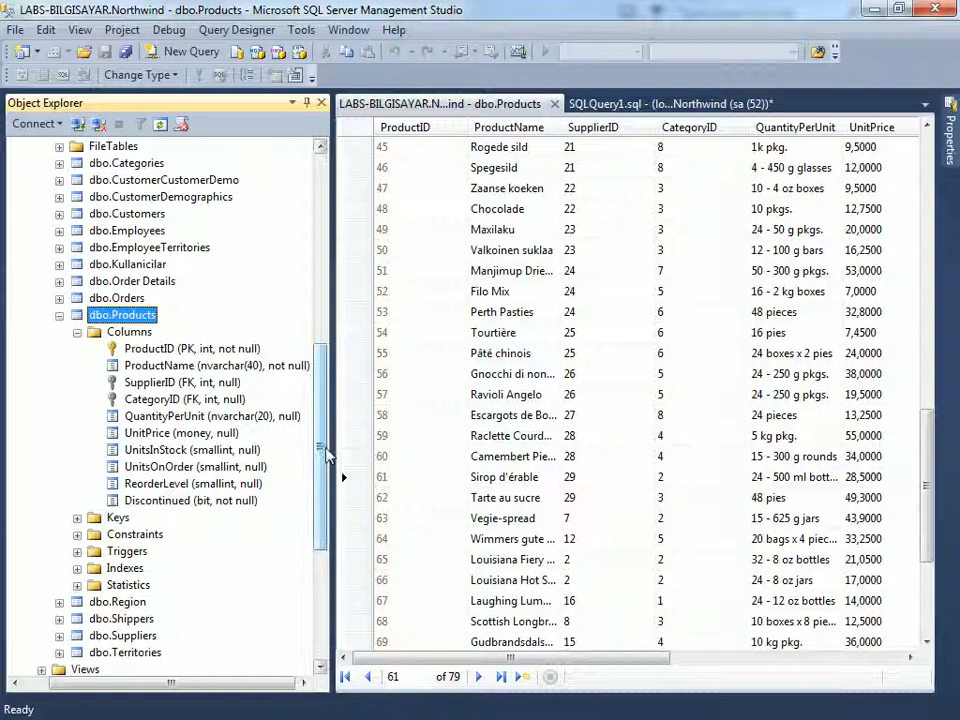 LABS-BILGISAYAR.Northwind - dbo.Products - Microsoft SQL Server Management Studio
File Edit View Project Debug Query Designer Tools Window Help
New Query
Change Type
Object Explorer
Connect
FileTables
dbo.Categories
dbo.CustomerCustomerDemo
dbo.CustomerDemographics
dbo.Customers
dbo.Employees
dbo.EmployeeTerritories
dbo.Kullanicilar
dbo.Order Details
dbo.Orders
dbo.Products
Columns
ProductID (PK, int, not null)
ProductName (nvarchar(40), not null)
SupplierID (FK, int, null)
CategoryID (FK, int, null)
QuantityPerUnit (nvarchar(20), null)
UnitPrice (money, null)
UnitsInStock (smallint, null)
UnitsOnOrder (smallint, null)
ReorderLevel (smallint, null)
Discontinued (bit, not null)
Keys
Constraints
Triggers
Indexes
Statistics
dbo.Region
dbo.Shippers
dbo.Suppliers
dbo.Territories
Views
LABS-BILGISAYAR.N...ind - dbo.Products SQLQuery1.sql - (lo...Northwind (sa (52))*
ProductID ProductName SupplierID CategoryID QuantityPerUnit UnitPrice
45 Rogede sild 21 8 1k pkg. 9,5000
46 Spegesild 21 8 4 - 450 g glasses 12,0000
47 Zaanse koeken 22 3 10 - 4 oz boxes 9,5000
48 Chocolade 22 3 10 pkgs. 12,7500
49 Maxilaku 23 3 24 - 50 g pkgs. 20,0000
50 Valkoinen suklaa 23 3 12 - 100 g bars 16,2500
51 Manjimup Drie... 24 7 50 - 300 g pkgs. 53,0000
52 Filo Mix 24 5 16 - 2 kg boxes 7,0000
53 Perth Pasties 24 6 48 pieces 32,8000
54 Tourtière 25 6 16 pies 7,4500
55 Pâté chinois 25 6 24 boxes x 2 pies 24,0000
56 Gnocchi di non... 26 5 24 - 250 g pkgs. 38,0000
57 Ravioli Angelo 26 5 24 - 250 g pkgs. 19,5000
58 Escargots de Bo... 27 8 24 pieces 13,2500
59 Raclette Courd... 28 4 5 kg pkg. 55,0000
60 Camembert Pie... 28 4 15 - 300 g rounds 34,0000
61 Sirop d'érable 29 2 24 - 500 ml bott... 28,5000
62 Tarte au sucre 29 3 48 pies 49,3000
63 Vegie-spread 7 2 15 - 625 g jars 43,9000
64 Wimmers gute ... 12 5 20 bags x 4 piec... 33,2500
65 Louisiana Fiery ... 2 2 32 - 8 oz bottles 21,0500
66 Louisiana Hot S... 2 2 24 - 8 oz jars 17,0000
67 Laughing Lum... 16 1 24 - 12 oz bottles 14,0000
68 Scottish Longbr... 8 3 10 boxes x 8 pie... 12,5000
69 Gudbrandsdals... 15 4 10 kg pkg. 36,0000
61 of 79
Properties
Ready